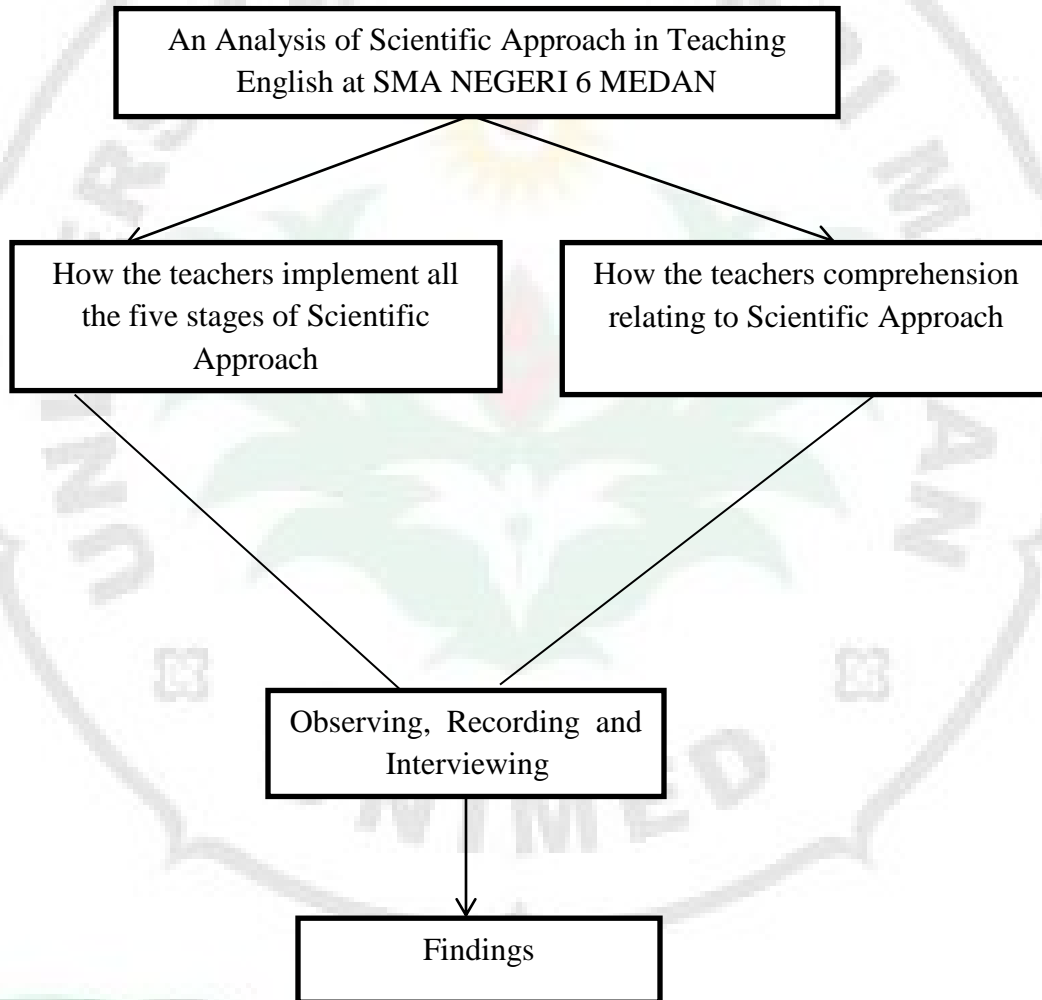 An Analysis of Scientific Approach in Teaching
English at SMA NEGERI 6 MEDAN
How the teachers implement all
the five stages of Scientific
Approach
How the teachers comprehension
relating to Scientific Approach
Observing, Recording and
Interviewing
UNIMED
Findings